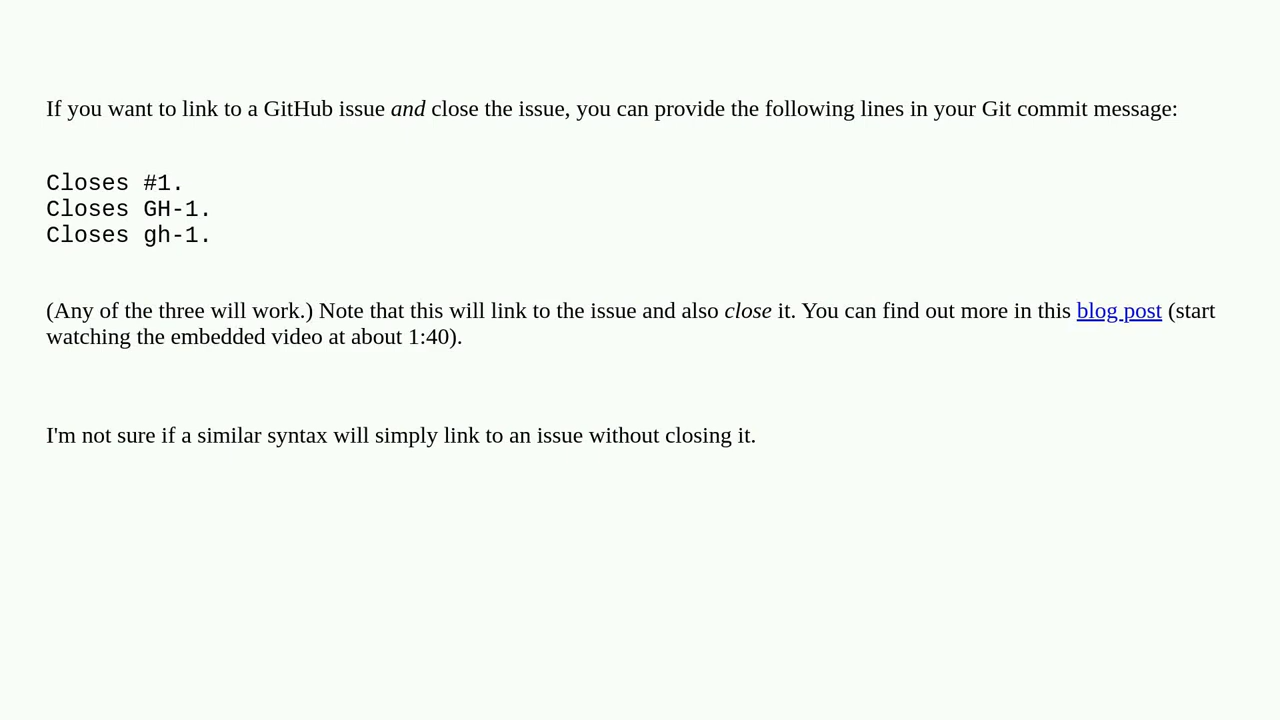 If you want to link to a GitHub issue and close the issue, you can provide the following lines in your Git commit message:
Closes #1.
Closes GH-1.
Closes gh-1.
(Any of the three will work.) Note that this will link to the issue and also close it. You can find out more in this blog post (start
watching the embedded video at about 1:40).
I'm not sure if a similar syntax will simply link to an issue without closing it.